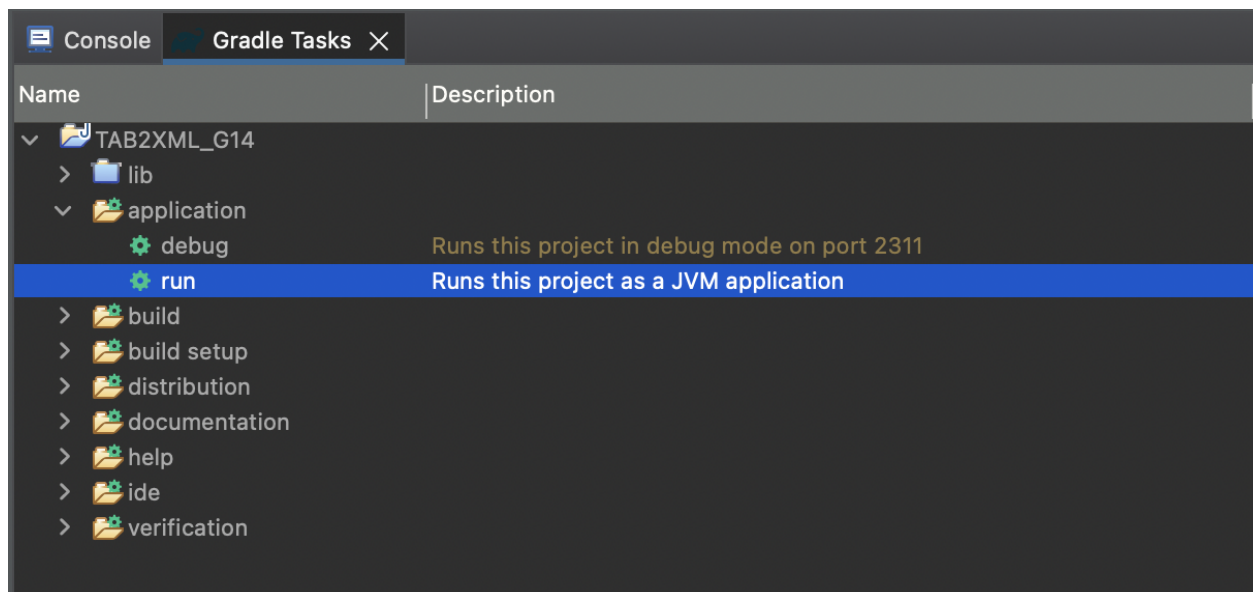 Console Gradle Tasks
Name Description
TAB2XML_G14
lib
application
debug Runs this project in debug mode on port 2311
run Runs this project as a JVM application
build
build setup
distribution
documentation
help
ide
verification